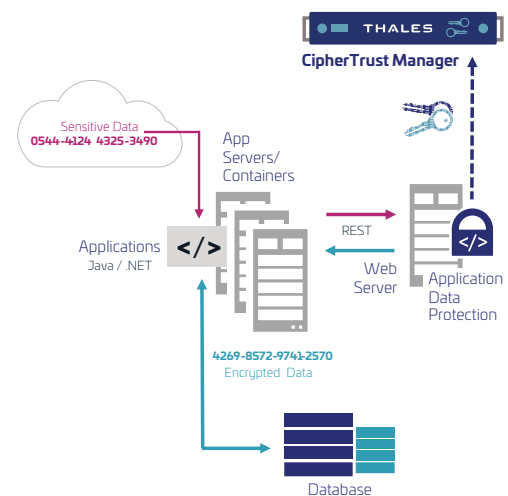 THALES
CipherTrust Manager
Sensitive Data
0544-4124 4325-3490
App
Servers/
Containers
Applications
Java / .NET
</>
REST
Web
Server
</>
Application
Data
Protection
4269-8572-9741-2570
Encrypted Data
Database